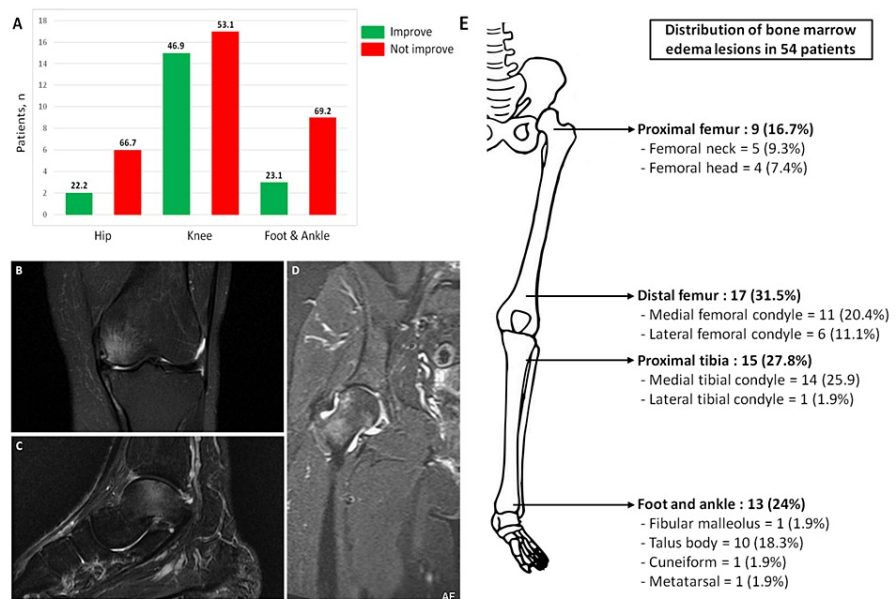 A
18
16
14
12
10
8
6
4
2
0
Patients, n
22.2
66.7
46.9
53.1
23.1
69.2
Hip
Knee
Foot & Ankle
Improve
Not improve
B
C
D
AF
E
Distribution of bone marrow
edema lesions in 54 patients
Proximal femur : 9 (16.7%)
- Femoral neck = 5 (9.3%)
- Femoral head = 4 (7.4%)
Distal femur : 17 (31.5%)
- Medial femoral condyle = 11 (20.4%)
- Lateral femoral condyle = 6 (11.1%)
Proximal tibia : 15 (27.8%)
- Medial tibial condyle = 14 (25.9)
- Lateral tibial condyle = 1 (1.9%)
Foot and ankle : 13 (24%)
- Fibular malleolus = 1 (1.9%)
- Talus body = 10 (18.3%)
- Cuneiform = 1 (1.9%)
- Metatarsal = 1 (1.9%)